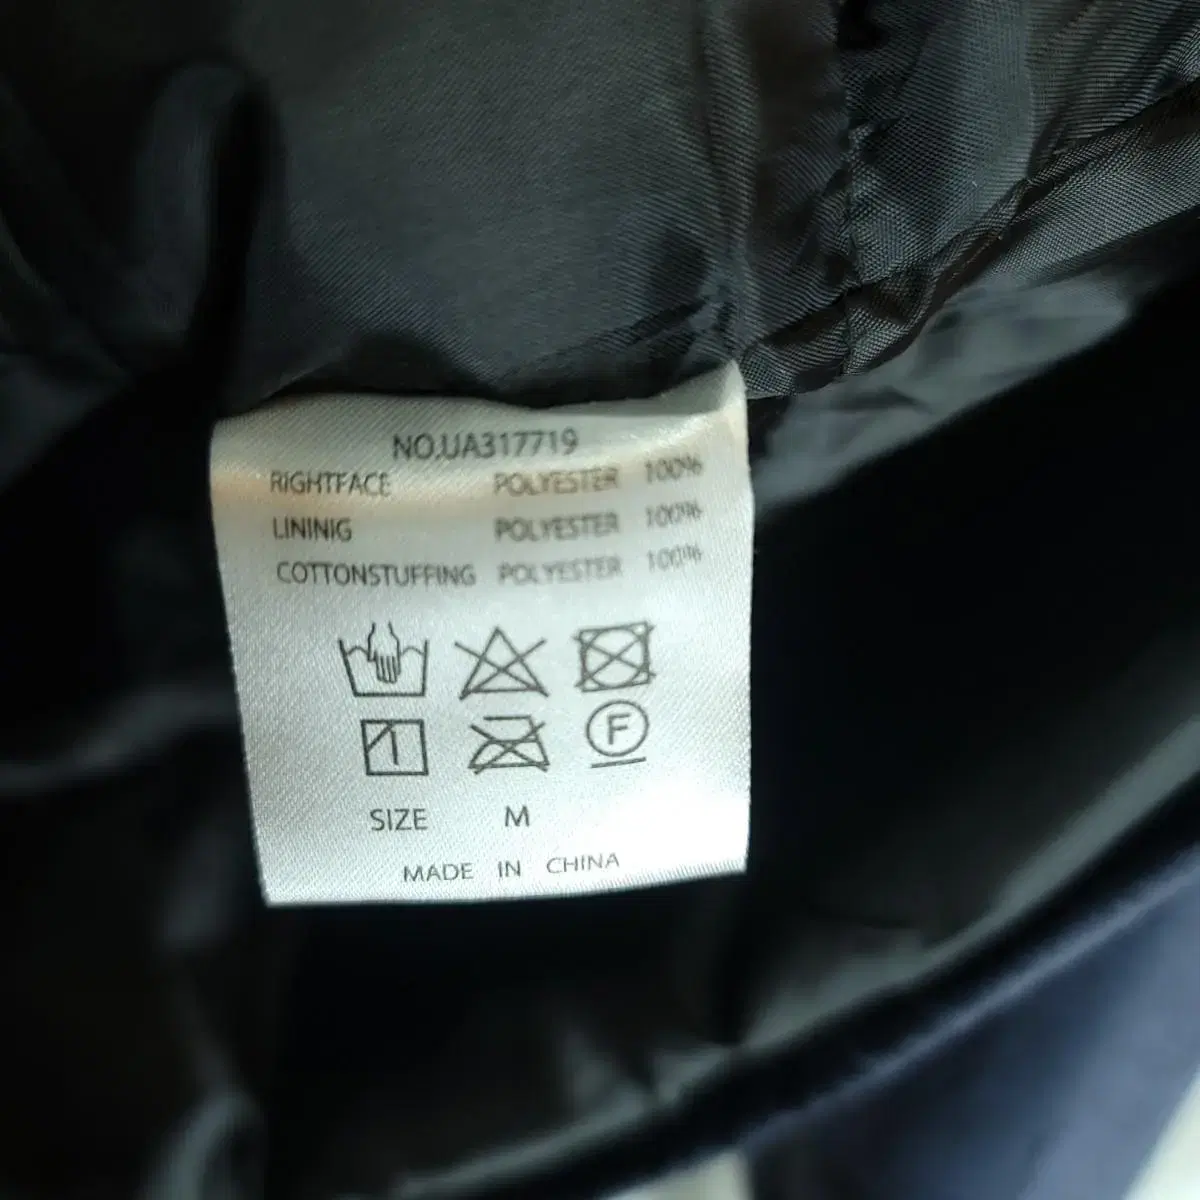 NO.UA317719
RIGHTFACE POLYESTER 100%
LININIG POLYESTER 100%
COTTONSTUFFING POLYESTER 100%
F
SIZE M
MADE IN CHINA